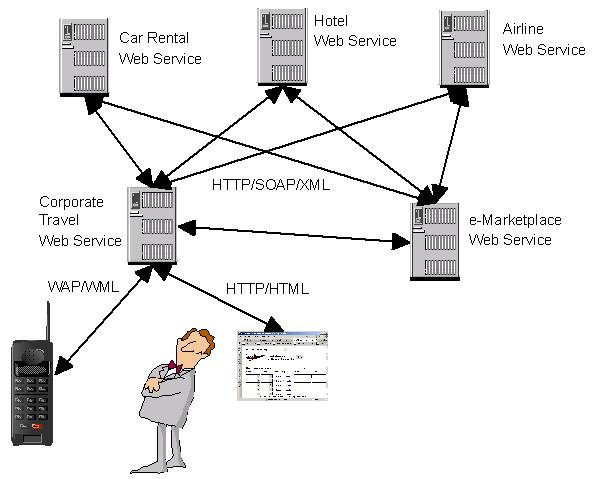 Car Rental
Web Service
Hotel
Web Service
Airline
Web Service
HTTP/SOAP/XML
Corporate
Travel
Web Service
e-Marketplace
Web Service
WAP/WML
HTTP/HTML